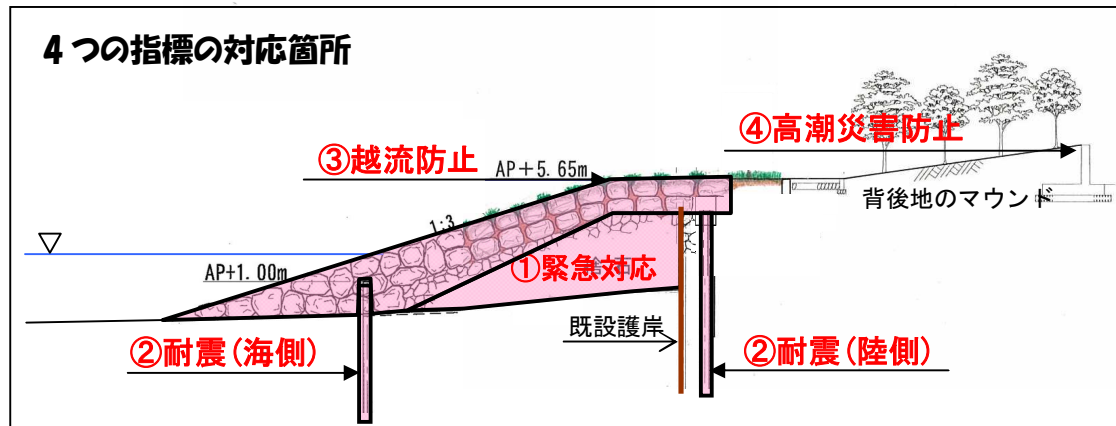 4つの指標の対応箇所
④高潮災害防止
③越流防止
AP+5.65m
背後地のマウンド
1:3
AP+1.00m
①緊急対応
既設護岸
②耐震(海側)
②耐震(陸側)